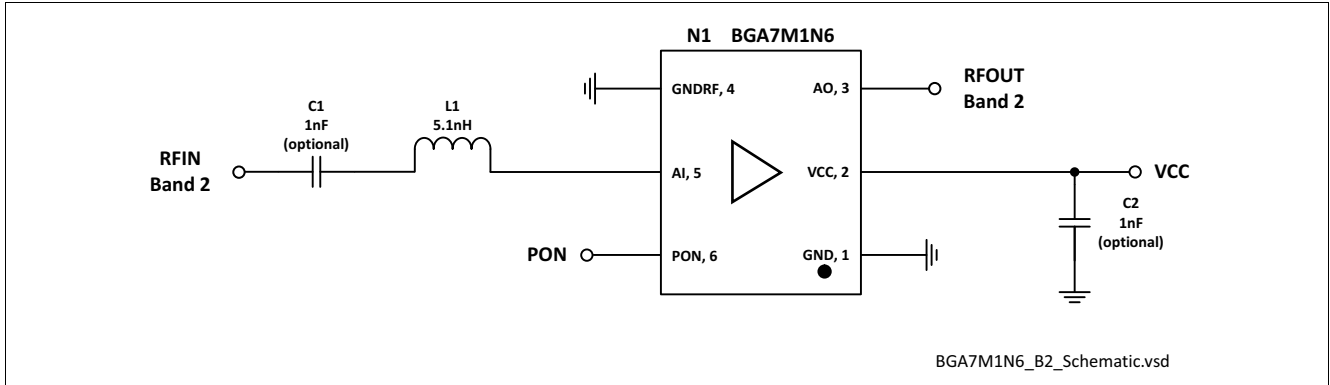 N1 BGA7M1N6
GNDRF, 4
AO, 3
RFOUT
Band 2
C1
1nF
(optional)
L1
5.1nH
RFIN
Band 2
AI, 5
VCC, 2
VCC
C2
1nF
(optional)
PON
PON, 6
GND, 1
BGA7M1N6_B2_Schematic.vsd